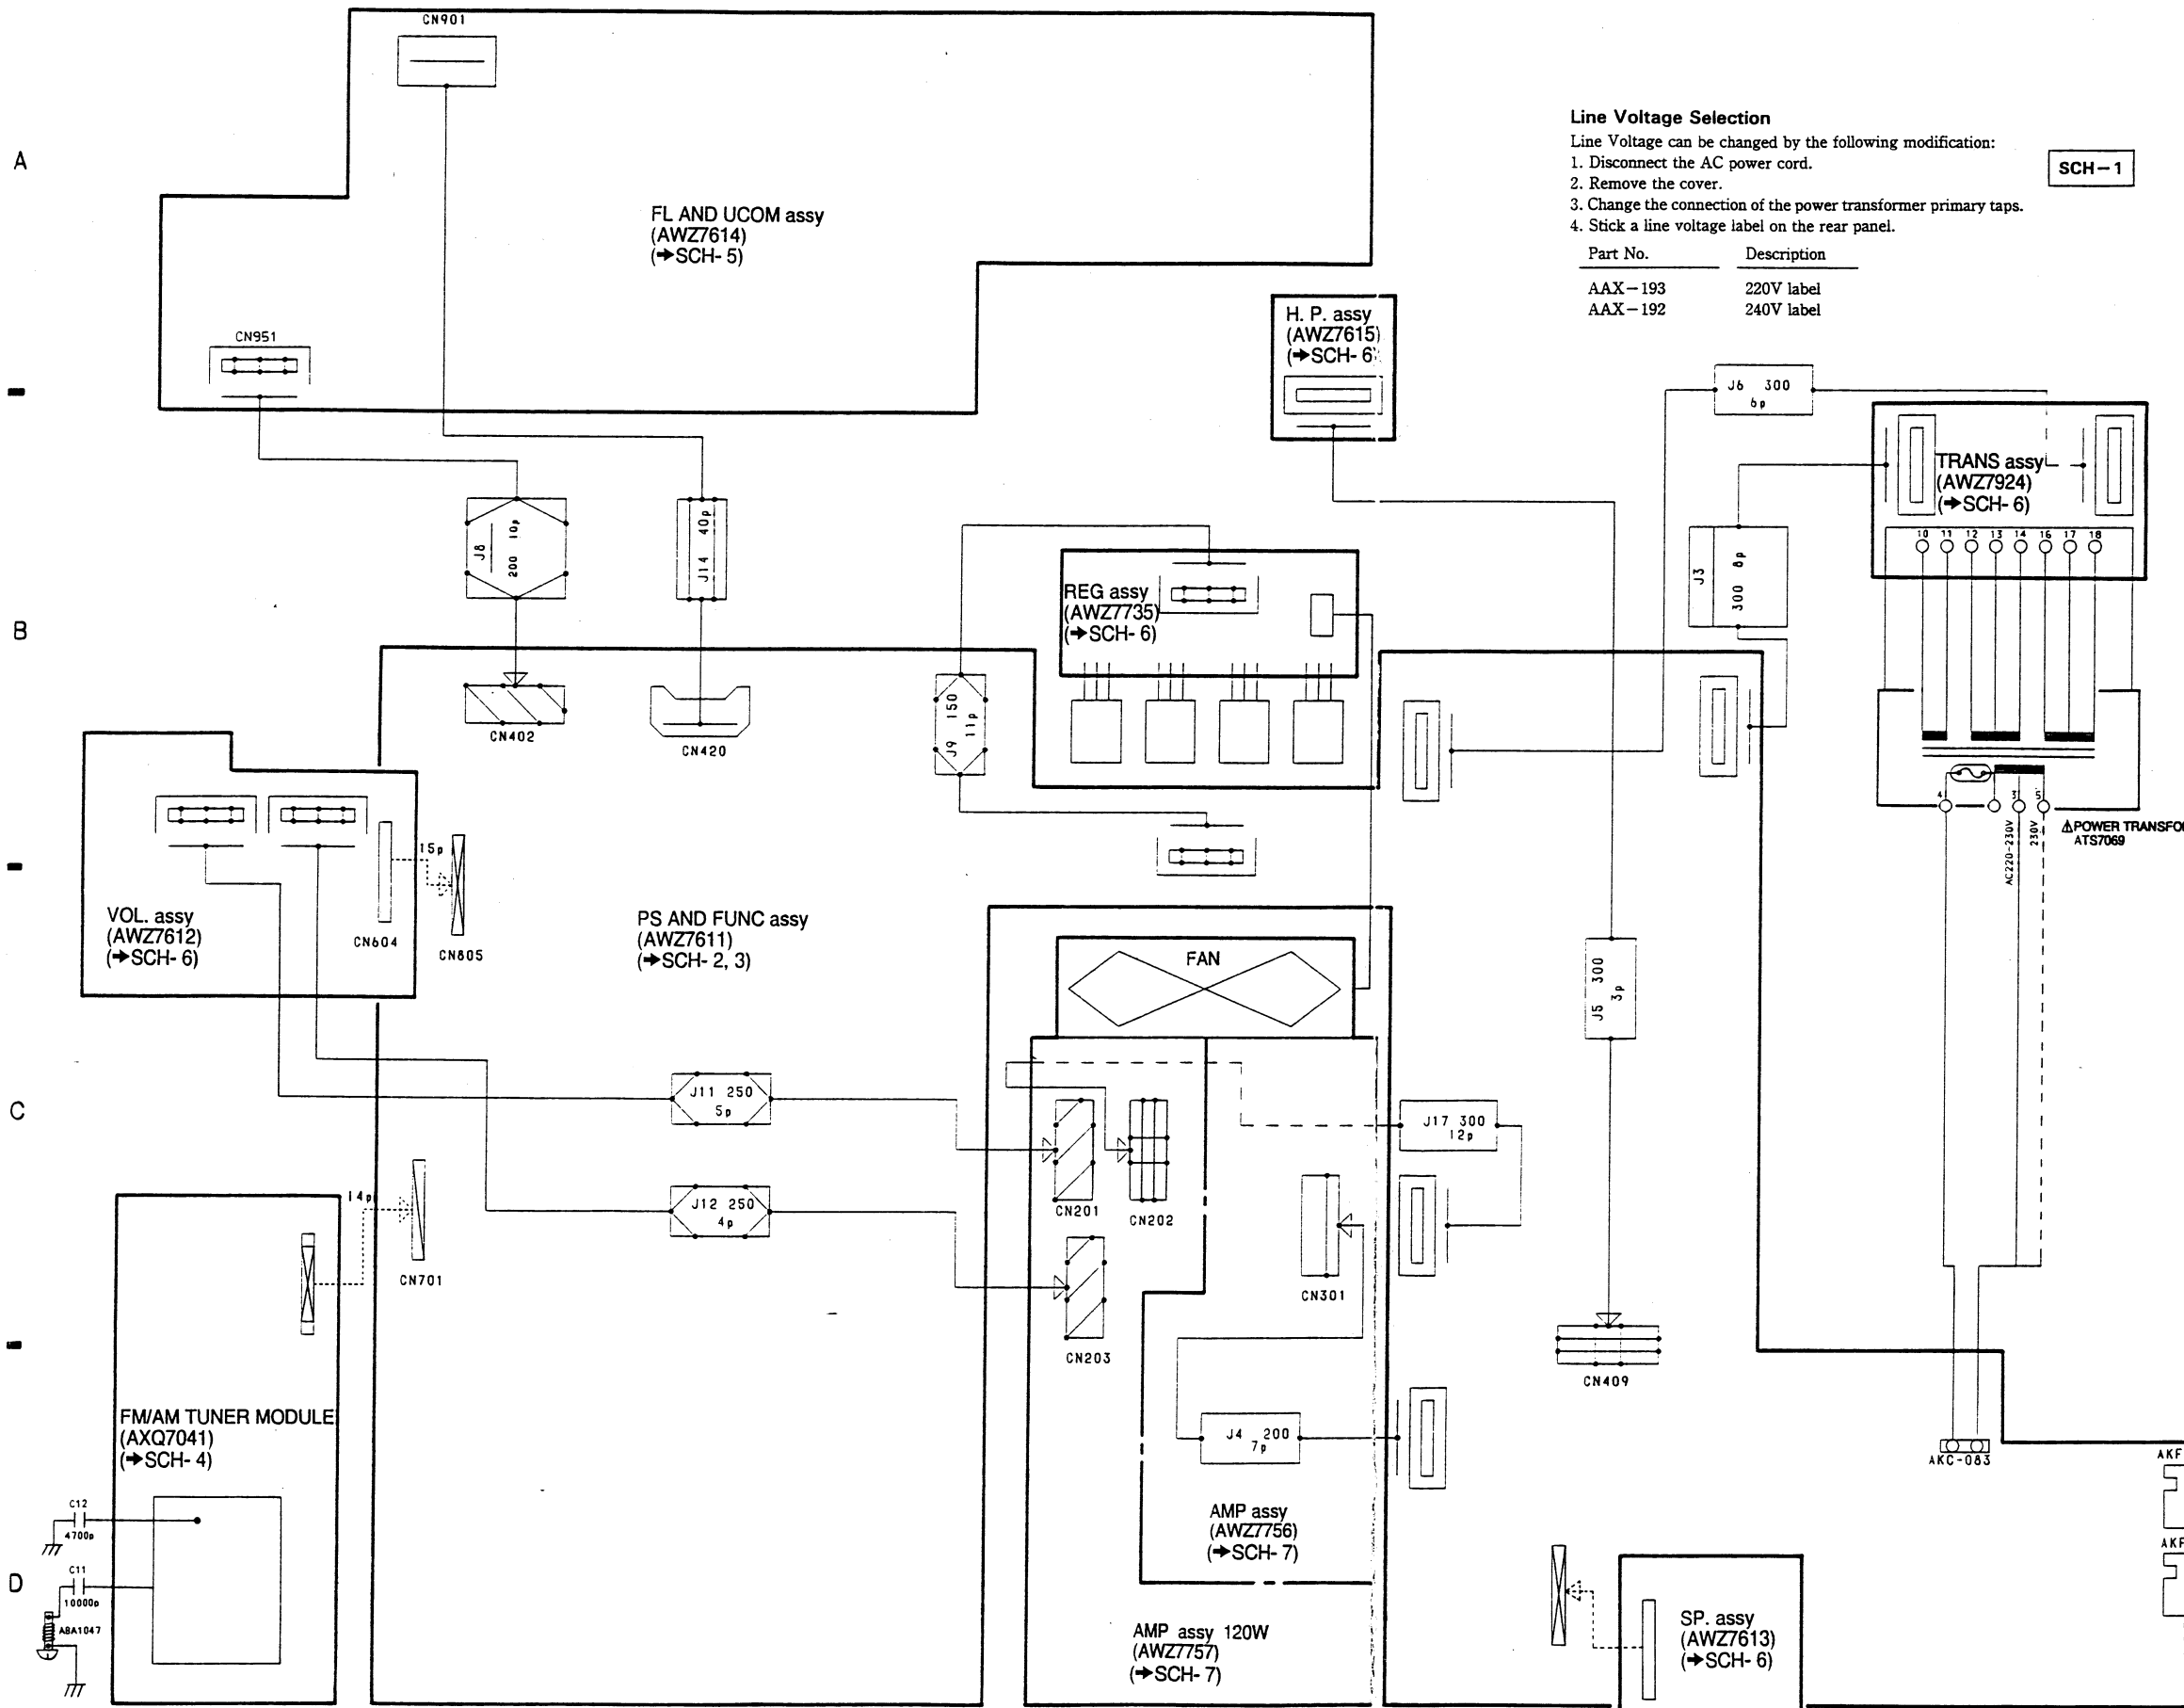 CN901
Line Voltage Selection
Line Voltage can be changed by the following modification:
1. Disconnect the AC power cord.
2. Remove the cover.
3. Change the connection of the power transformer primary taps.
4. Stick a line voltage label on the rear panel.
Part No. Description
AAX-193 220V label
AAX-192 240V label
SCH-1
A
FL AND UCOM assy
(AWZ7614)
(➔SCH- 5)
CN951
H. P. assy
(AWZ7615)
(➔SCH- 6)
J6 300
6p
TRANS assy
(AWZ7924)
(➔SCH- 6)
10 11 12 13 14 16 17 18
J8
200 10p
J14 40p
J3
300 8p
B
REG assy
(AWZ7735)
(➔SCH- 6)
J9 150
11p
CN402
CN420
4 3 5
AC220-230V
230V
⚠POWER TRANSFO
ATS7069
15p
VOL. assy
(AWZ7612)
(➔SCH- 6)
CN604
CN805
PS AND FUNC assy
(AWZ7611)
(➔SCH- 2, 3)
FAN
J5 300
3p
C
J11 250
5p
J17 300
12p
14p
J12 250
4p
CN201
CN202
CN701
CN301
CN203
CN409
FM/AM TUNER MODULE
(AXQ7041)
(➔SCH- 4)
J4 200
7p
AKC-083
AKF
C12
4700p
AMP assy
(AWZ7756)
(➔SCH- 7)
AKF
D
C11
10000p
ABA1047
AMP assy 120W
(AWZ7757)
(➔SCH- 7)
SP. assy
(AWZ7613)
(➔SCH- 6)